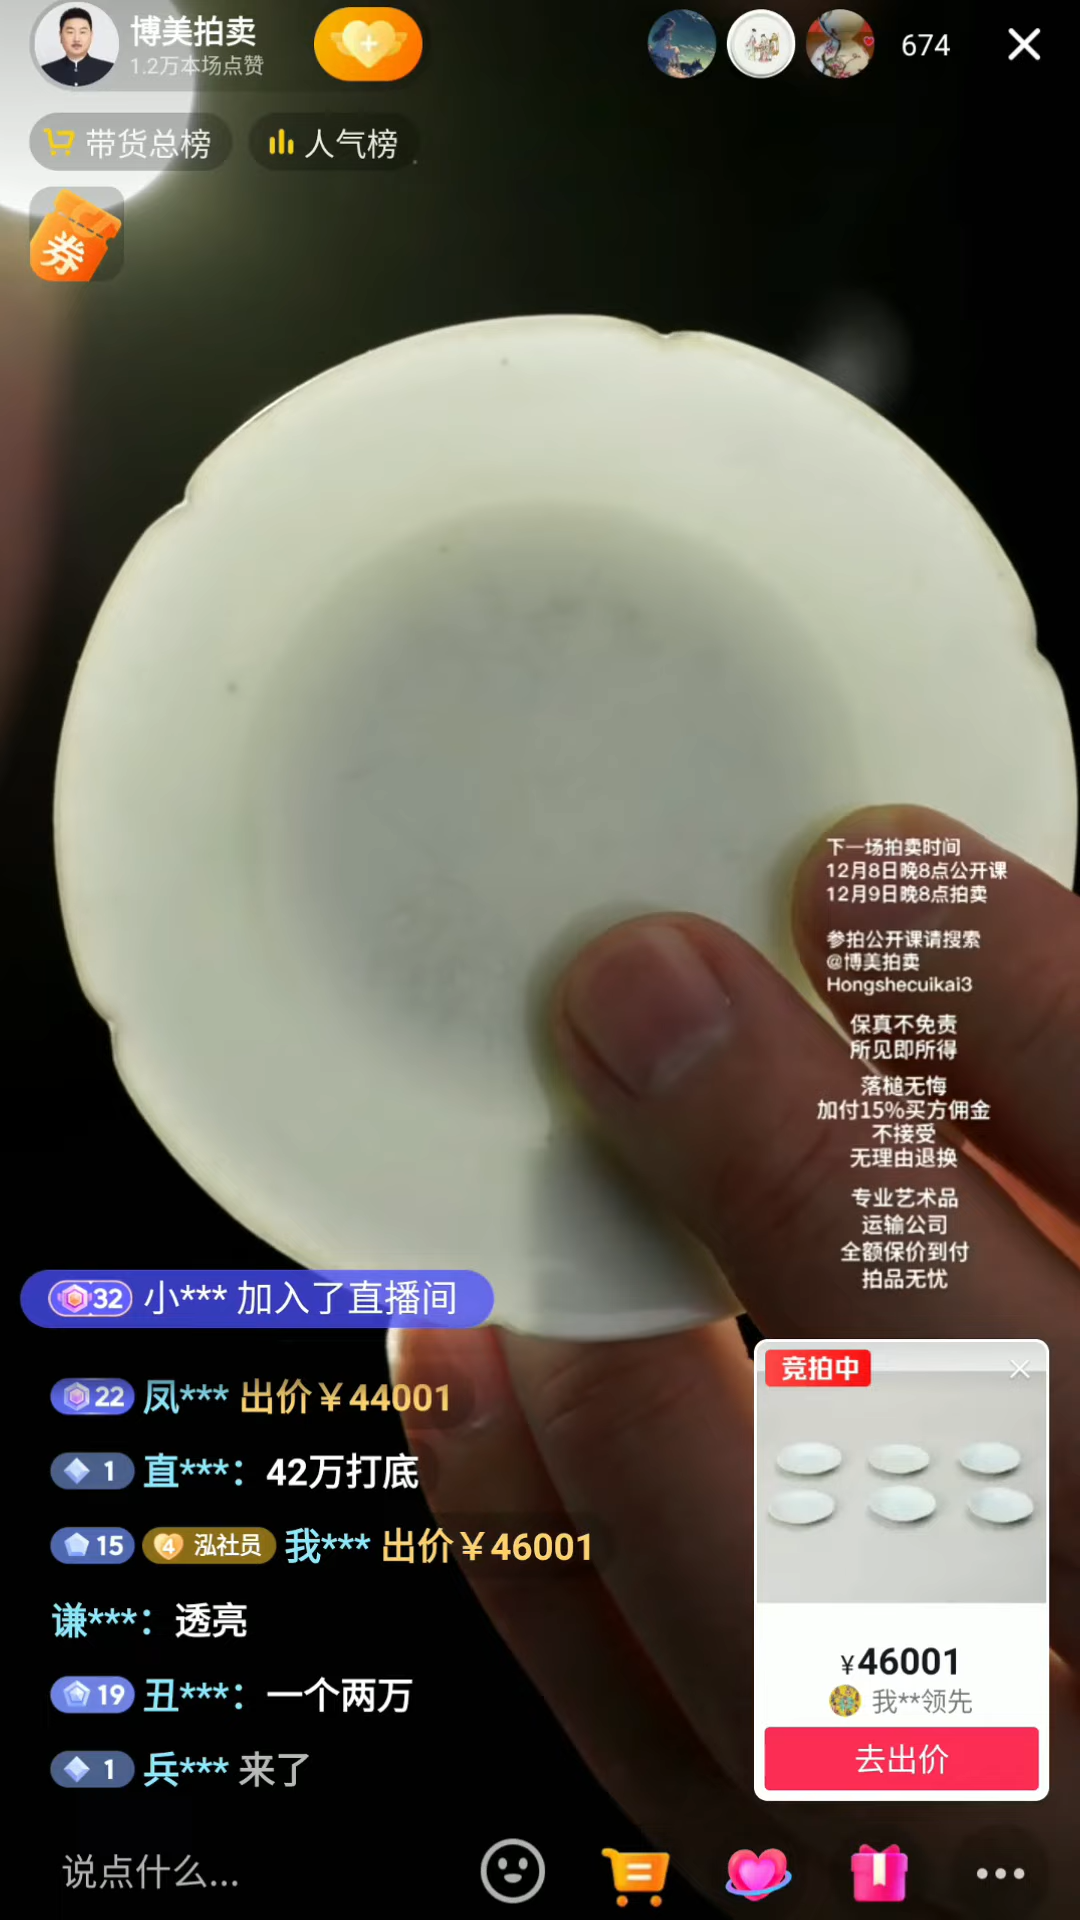 博美拍卖
1.2万本场点赞
674
带货总榜
人气榜
券
下一场拍卖时间
12月8日晚8点公开课
12月9日晚8点拍卖
参拍公开课请搜索
@博美拍卖
Hongshecuikai3
保真不免责
所见即所得
落槌无悔
加付15%买方佣金
不接受
无理由退换
专业艺术品
运输公司
全额保价到付
拍品无忧
32 小*** 加入了直播间
22 凤*** 出价￥44001
1 直***：42万打底
15 4 泓社员 我*** 出价￥46001
谦***：透亮
19 丑***：一个两万
1 兵*** 来了
竞拍中
¥46001
我**领先
去出价
说点什么...